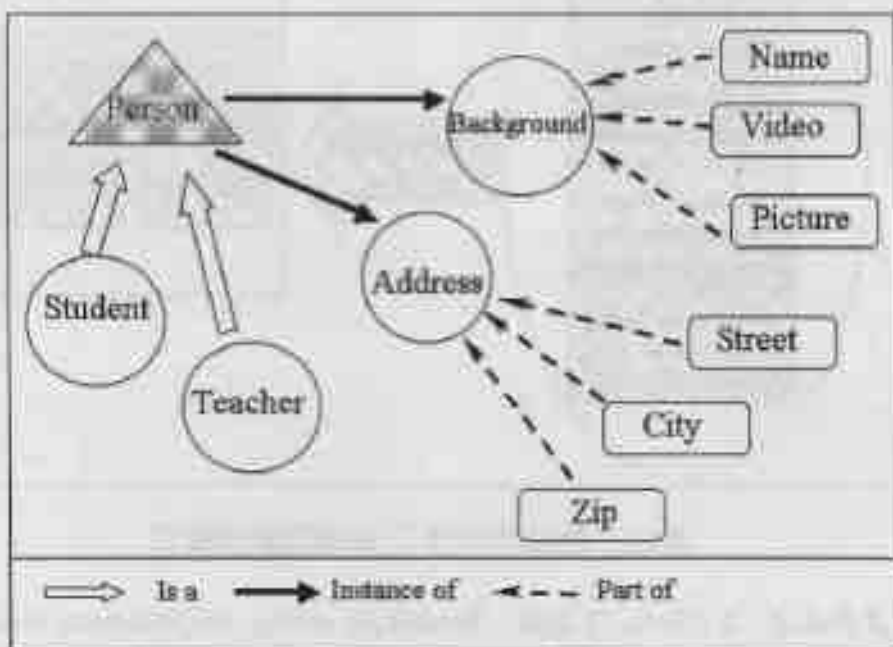 Person
Background
Name
Video
Picture
Address
Student
Teacher
Street
City
Zip
Is a
Instance of
Part of